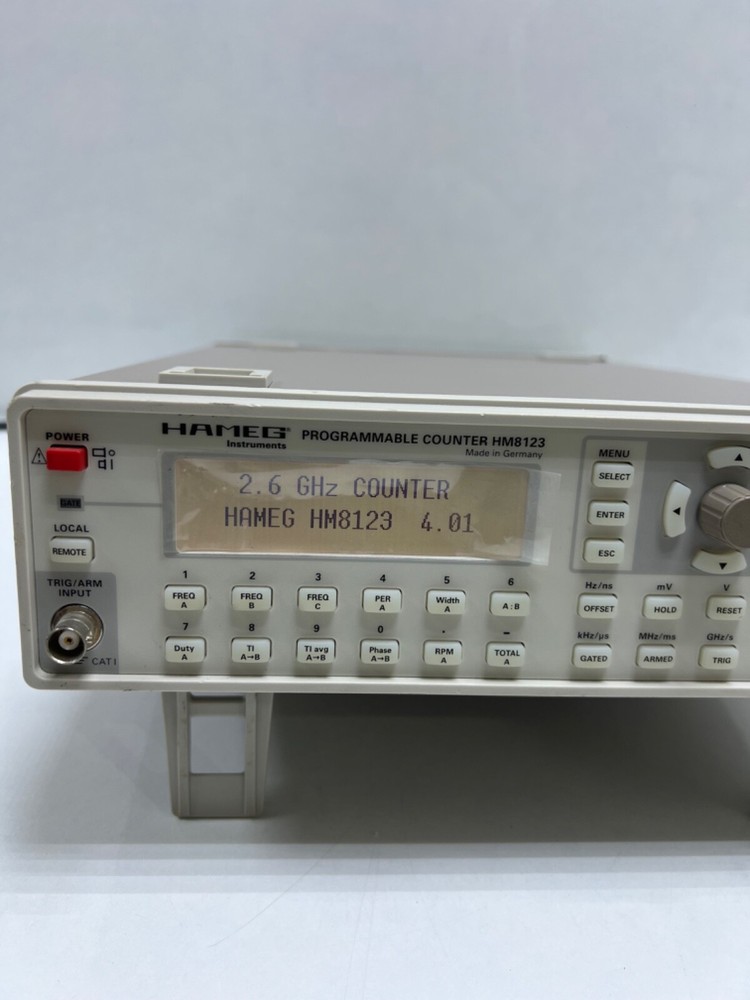 HAMEG® PROGRAMMABLE COUNTER HM8123
Instruments
Made in Germany
POWER
2.6 GHz COUNTER
HAMEG HM8123 4.01
GATE
LOCAL
REMOTE
TRIG/ARM
INPUT
CAT I
MENU
SELECT
ENTER
ESC
1 2 3 4 5 6
FREQ A FREQ B FREQ C PER A Width A A:B
7 8 9 0 . –
Duty A TI A→B TI avg A→B Phase A→B RPM A TOTAL A
Hz/ns mV V
OFFSET HOLD RESET
kHz/µs MHz/ms GHz/s
GATED ARMED TRIG